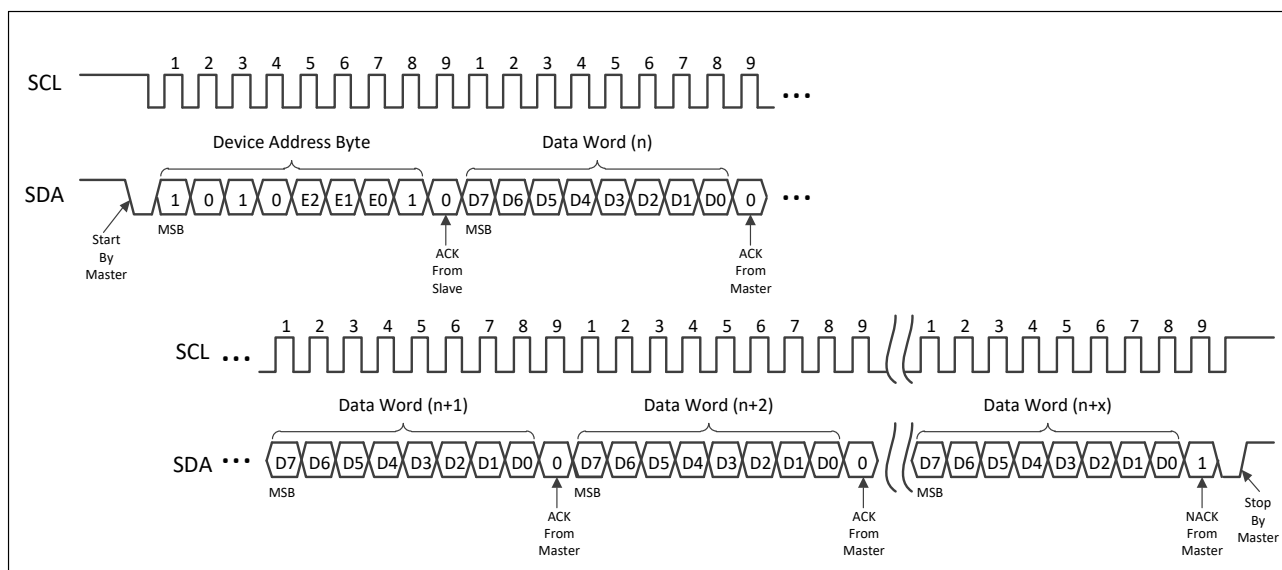 1 2 3 4 5 6 7 8 9 1 2 3 4 5 6 7 8 9
SCL ...
Device Address Byte Data Word (n)
SDA 1 0 1 0 E2 E1 E0 1 0 D7 D6 D5 D4 D3 D2 D1 D0 0 ...
MSB MSB
Start
By
Master
ACK
From
Slave
ACK
From
Master
1 2 3 4 5 6 7 8 9 1 2 3 4 5 6 7 8 9 1 2 3 4 5 6 7 8 9
SCL ...
Data Word (n+1) Data Word (n+2) Data Word (n+x)
SDA ... D7 D6 D5 D4 D3 D2 D1 D0 0 D7 D6 D5 D4 D3 D2 D1 D0 0 D7 D6 D5 D4 D3 D2 D1 D0 1
MSB MSB MSB
ACK
From
Master
ACK
From
Master
NACK
From
Master
Stop
By
Master